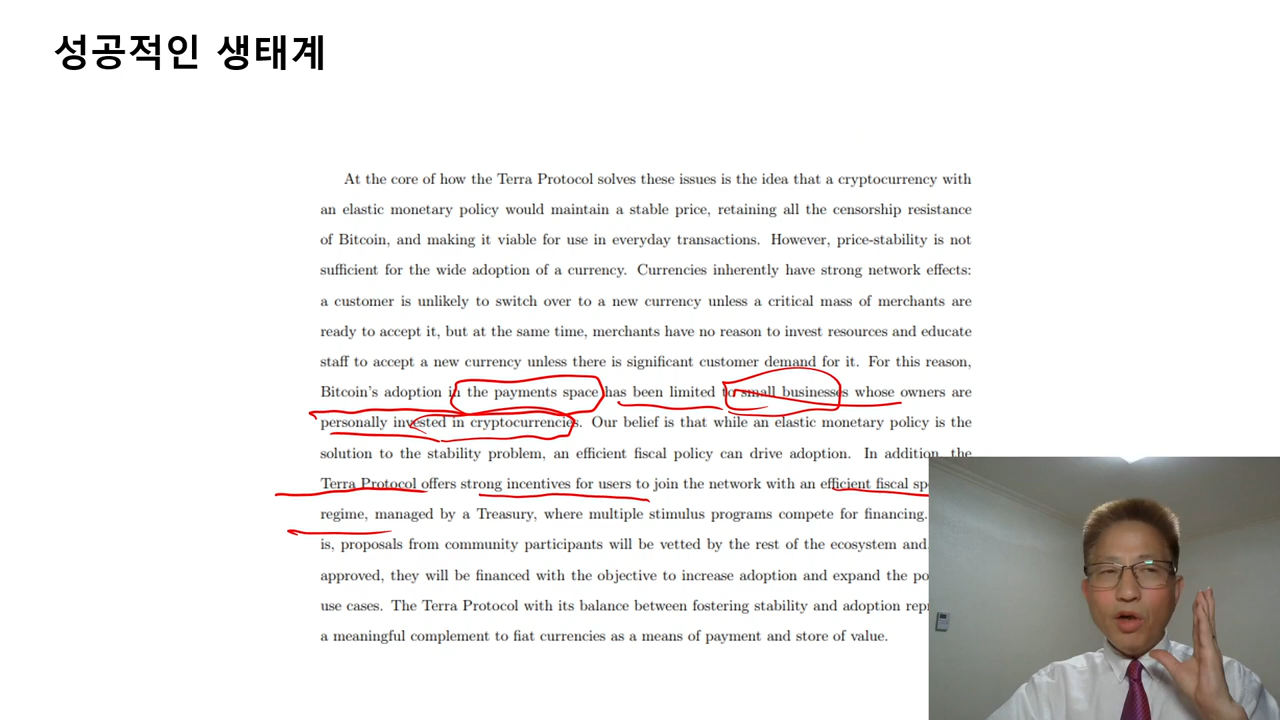 성공적인 생태계
At the core of how the Terra Protocol solves these issues is the idea that a cryptocurrency with
an elastic monetary policy would maintain a stable price, retaining all the censorship resistance
of Bitcoin, and making it viable for use in everyday transactions. However, price-stability is not
sufficient for the wide adoption of a currency. Currencies inherently have strong network effects:
a customer is unlikely to switch over to a new currency unless a critical mass of merchants are
ready to accept it, but at the same time, merchants have no reason to invest resources and educate
staff to accept a new currency unless there is significant customer demand for it. For this reason,
Bitcoin's adoption in the payments space has been limited to small businesses whose owners are
personally invested in cryptocurrencies. Our belief is that while an elastic monetary policy is the
solution to the stability problem, an efficient fiscal policy can drive adoption. In addition, the
Terra Protocol offers strong incentives for users to join the network with an efficient fiscal
regime, managed by a Treasury, where multiple stimulus programs compete for financing.
is, proposals from community participants will be vetted by the rest of the ecosystem and,
approved, they will be financed with the objective to increase adoption and expand the
use cases. The Terra Protocol with its balance between fostering stability and adoption
a meaningful complement to fiat currencies as a means of payment and store of value.